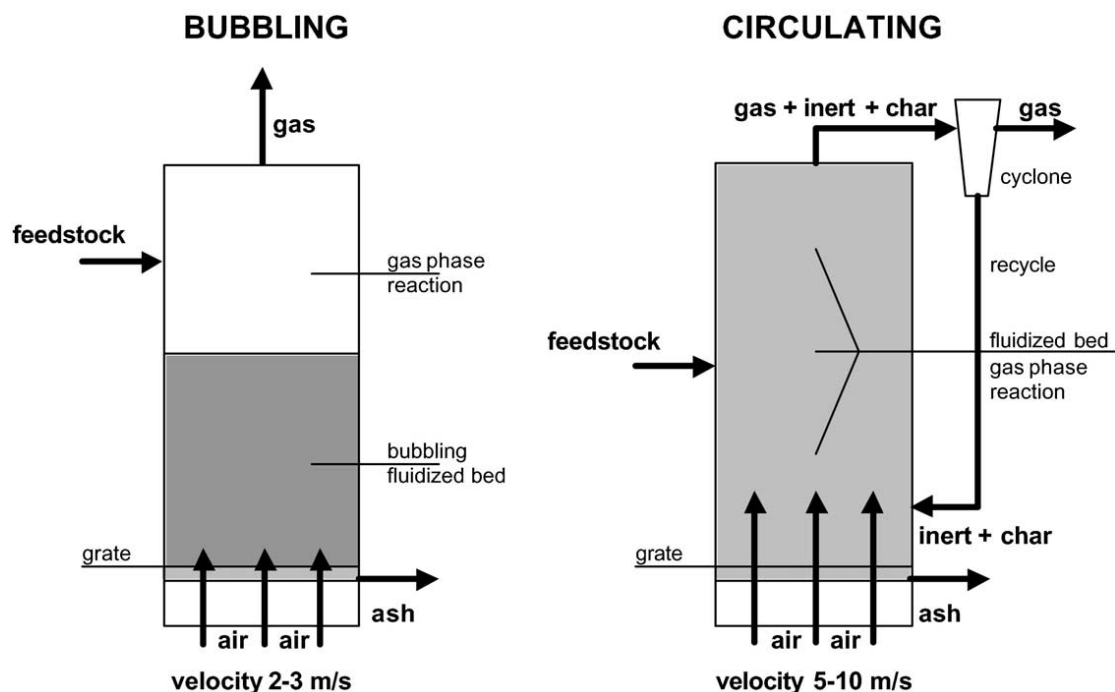 BUBBLING
gas
feedstock
gas phase
reaction
bubbling
fluidized bed
grate
ash
air air
velocity 2-3 m/s
CIRCULATING
gas + inert + char
gas
cyclone
recycle
feedstock
fluidized bed
gas phase
reaction
inert + char
grate
ash
air air
velocity 5-10 m/s